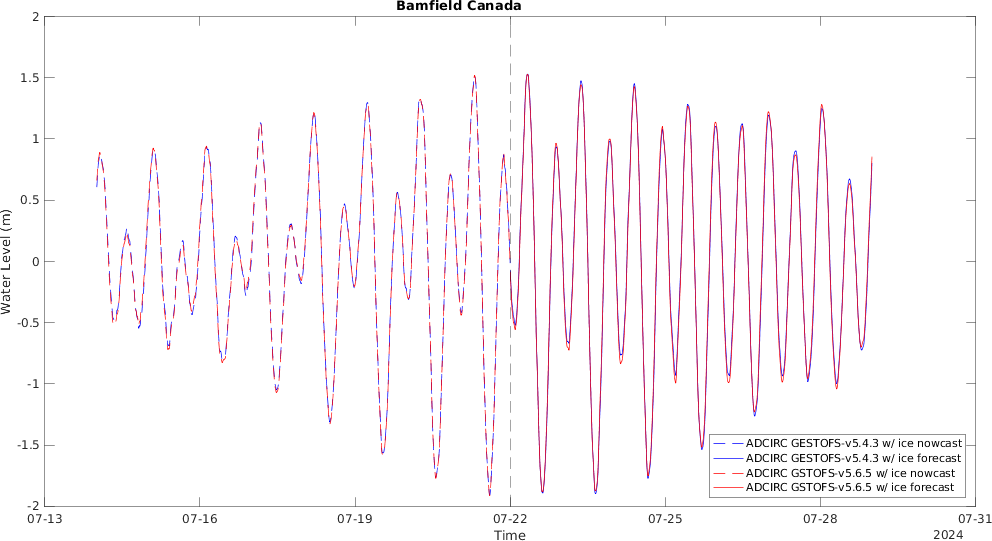 Bamfield Canada
2
1.5
1
0.5
0
-0.5
-1
-1.5
-2
Water Level (m)
ADCIRC GESTOFS-v5.4.3 w/ ice nowcast
ADCIRC GESTOFS-v5.4.3 w/ ice forecast
ADCIRC GSTOFS-v5.6.5 w/ ice nowcast
ADCIRC GSTOFS-v5.6.5 w/ ice forecast
07-13 07-16 07-19 07-22 07-25 07-28 07-31
Time
2024